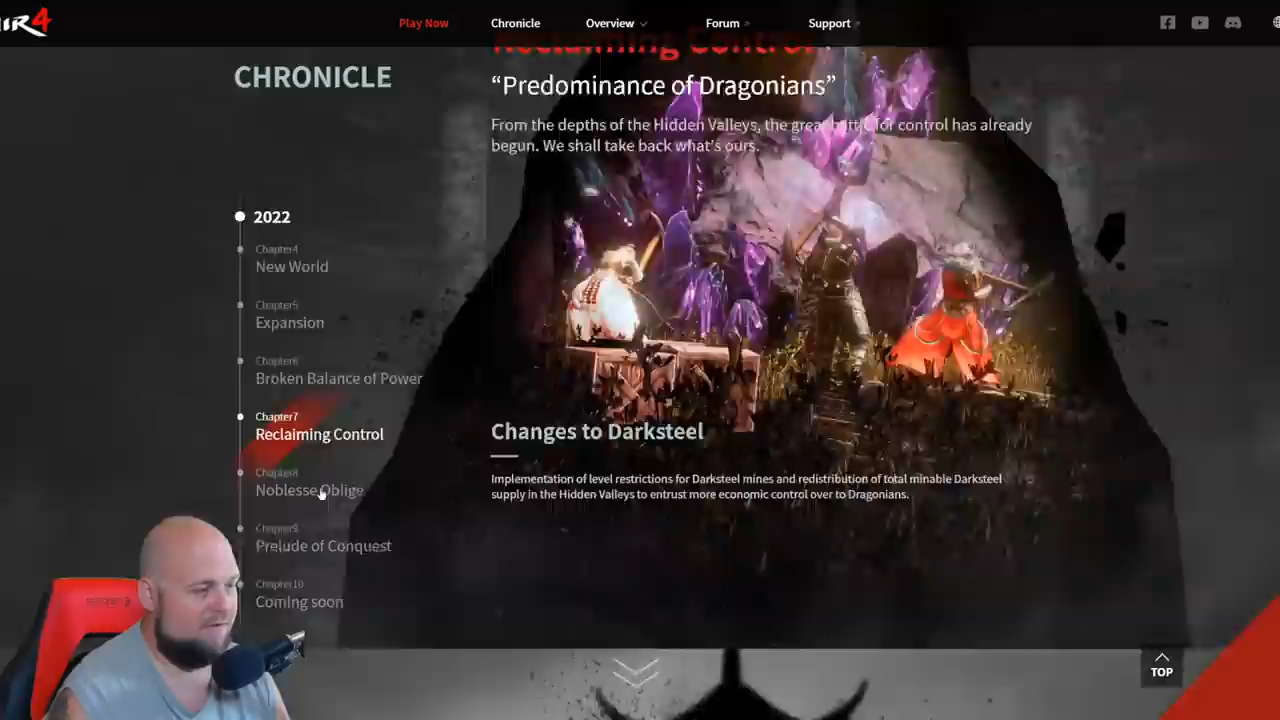 MIR4
Play Now
Chronicle
Overview
Forum
Support
CHRONICLE
Reclaiming Control
“Predominance of Dragonians”
From the depths of the Hidden Valleys, the great battle for control has already
begun. We shall take back what's ours.
2022
Chapter4
New World
Chapter5
Expansion
Chapter6
Broken Balance of Power
Chapter7
Reclaiming Control
Chapter8
Noblesse Oblige
Chapter9
Prelude of Conquest
Chapter10
Coming soon
Changes to Darksteel
Implementation of level restrictions for Darksteel mines and redistribution of total minable Darksteel
supply in the Hidden Valleys to entrust more economic control over to Dragonians.
TOP